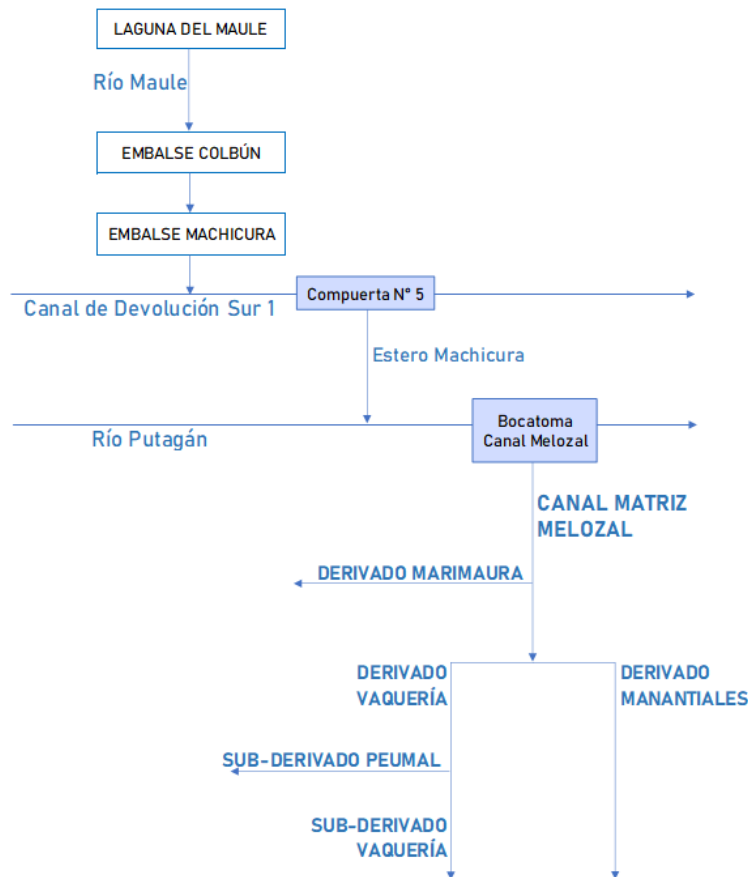 LAGUNA DEL MAULE
Río Maule
EMBALSE COLBÚN
EMBALSE MACHICURA
Compuerta N° 5
Canal de Devolución Sur 1
Estero Machicura
Bocatoma
Canal Melozal
Río Putagán
CANAL MATRIZ
MELOZAL
DERIVADO MARIMAURA
DERIVADO
VAQUERÍA
DERIVADO
MANANTIALES
SUB-DERIVADO PEUMAL
SUB-DERIVADO
VAQUERÍA